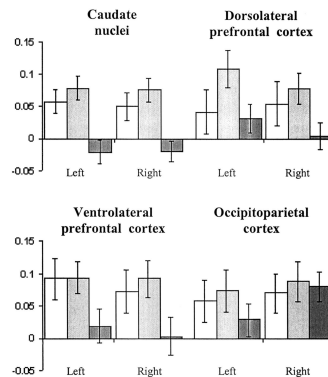 Caudate
nuclei
Dorsolateral
prefrontal cortex
0.15
0.1
0.05
0
-0.05
Left
Right
Left
Right
Ventrolateral
prefrontal cortex
Occipitoparietal
cortex
0.15
0.1
0.05
0
-0.05
Left
Right
Left
Right